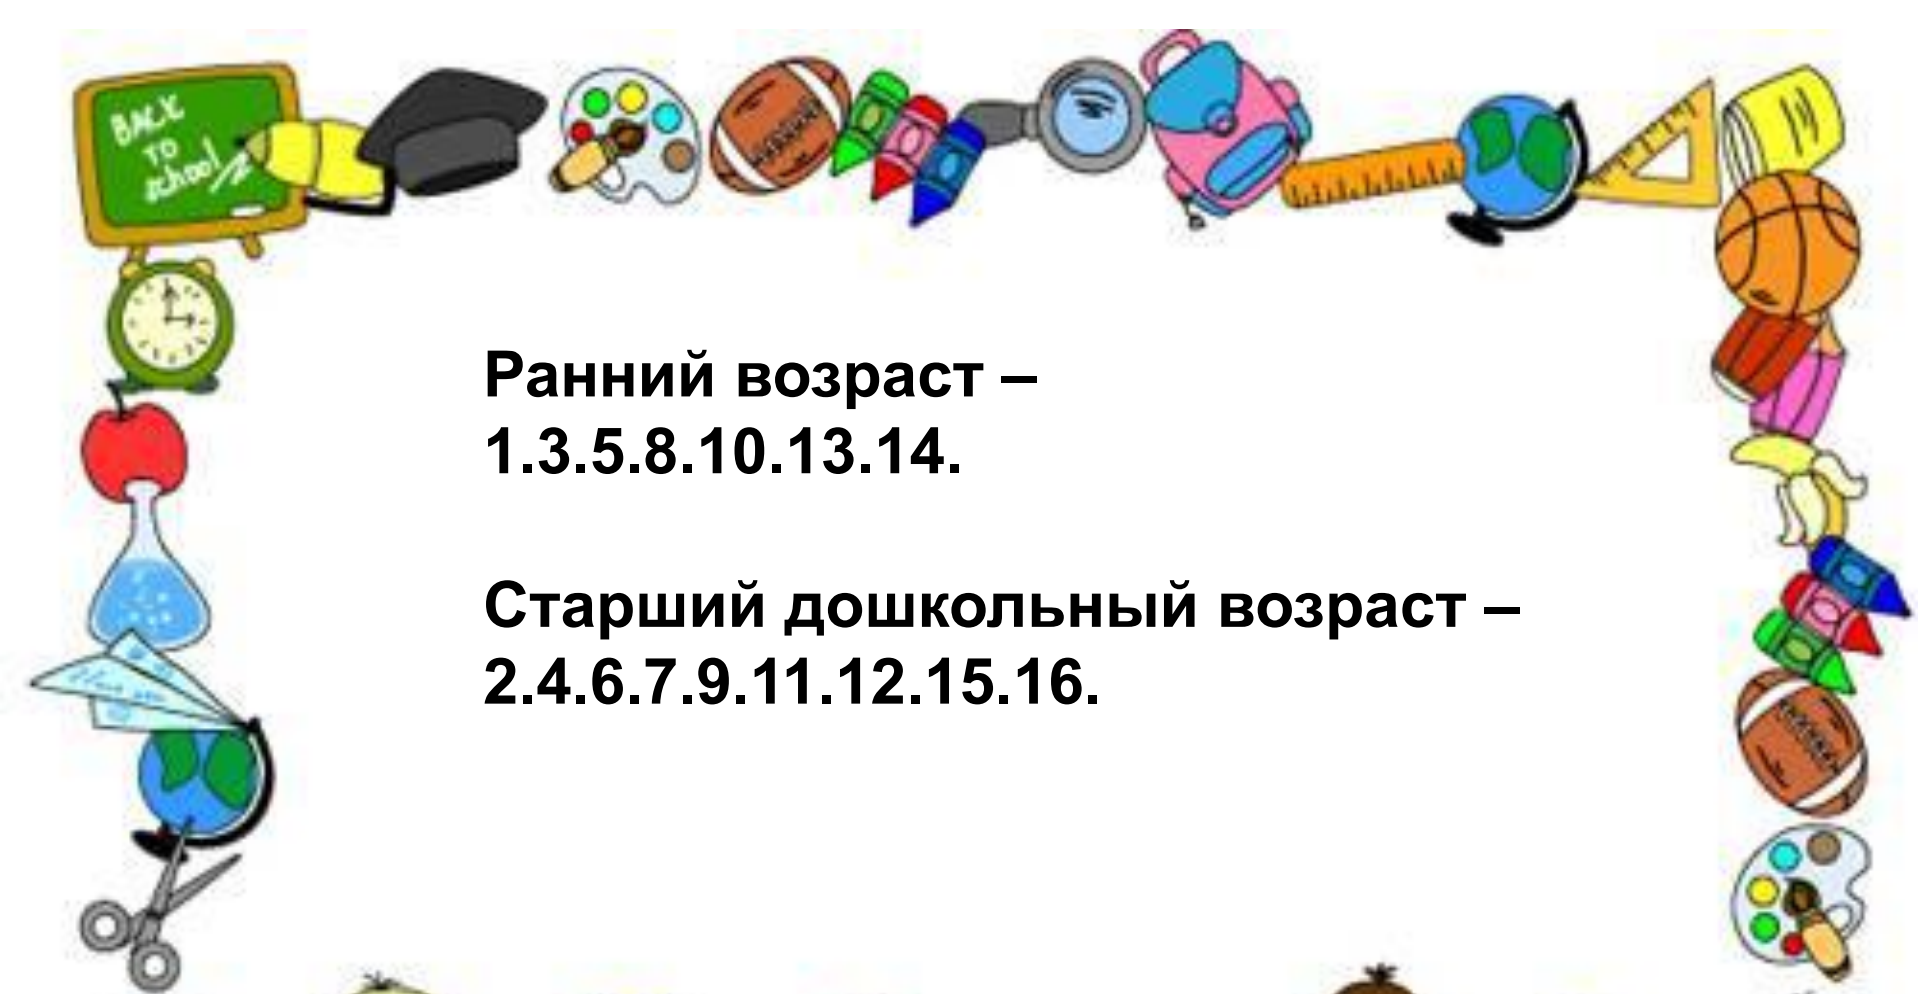 BACK
TO
school
Ранний возраст –
1.3.5.8.10.13.14.
Старший дошкольный возраст –
2.4.6.7.9.11.12.15.16.